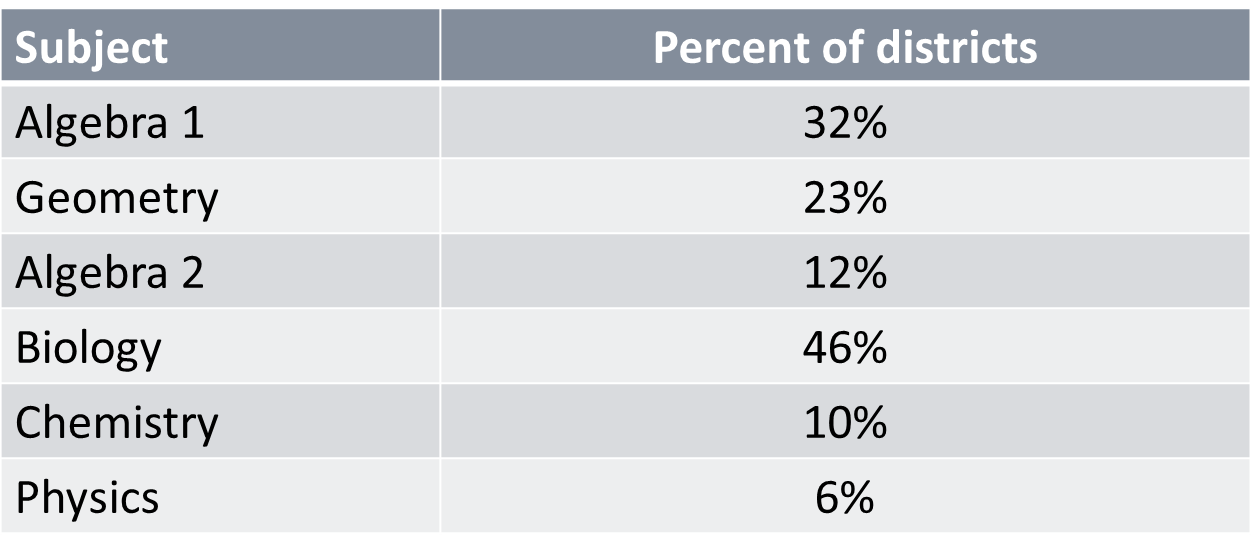 Subject Percent of districts
Algebra 1 32%
Geometry 23%
Algebra 2 12%
Biology 46%
Chemistry 10%
Physics 6%